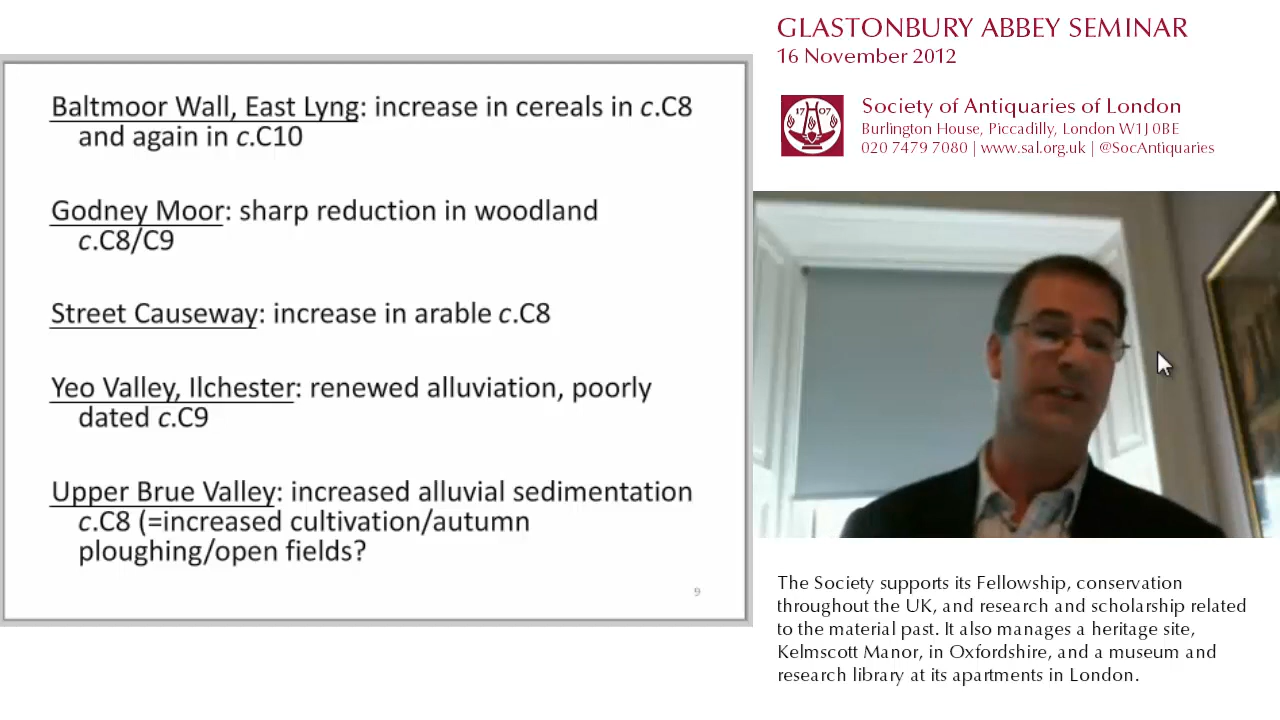 Baltmoor Wall, East Lyng: increase in cereals in c.C8
and again in c.C10
Godney Moor: sharp reduction in woodland
c.C8/C9
Street Causeway: increase in arable c.C8
Yeo Valley, Ilchester: renewed alluviation, poorly
dated c.C9
Upper Brue Valley: increased alluvial sedimentation
c.C8 (=increased cultivation/autumn
ploughing/open fields?
9
GLASTONBURY ABBEY SEMINAR
16 November 2012
1707
Society of Antiquaries of London
Burlington House, Piccadilly, London W1J 0BE
020 7479 7080 | www.sal.org.uk | @SocAntiquaries
The Society supports its Fellowship, conservation
throughout the UK, and research and scholarship related
to the material past. It also manages a heritage site,
Kelmscott Manor, in Oxfordshire, and a museum and
research library at its apartments in London.